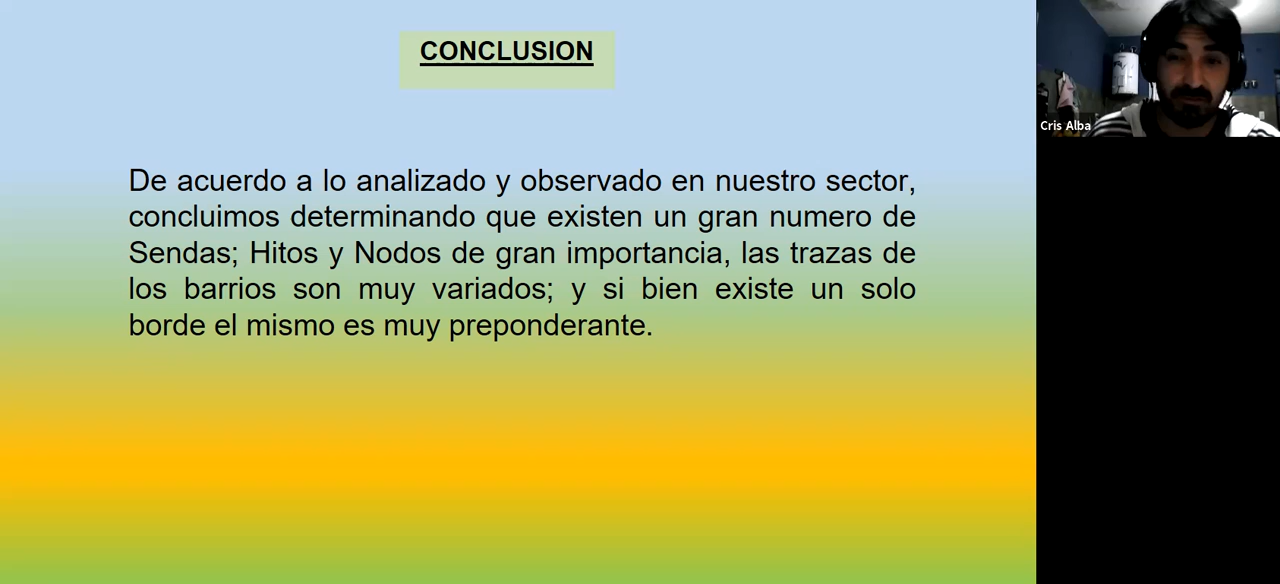 CONCLUSION
De acuerdo a lo analizado y observado en nuestro sector,
concluimos determinando que existen un gran numero de
Sendas; Hitos y Nodos de gran importancia, las trazas de
los barrios son muy variados; y si bien existe un solo
borde el mismo es muy preponderante.
Cris Alba